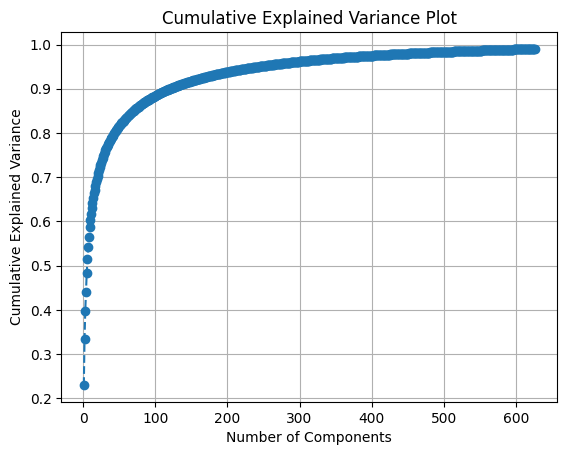 Cumulative Explained Variance Plot
1.0
0.9
0.8
0.7
0.6
0.5
0.4
0.3
0.2
Cumulative Explained Variance
0 100 200 300 400 500 600
Number of Components